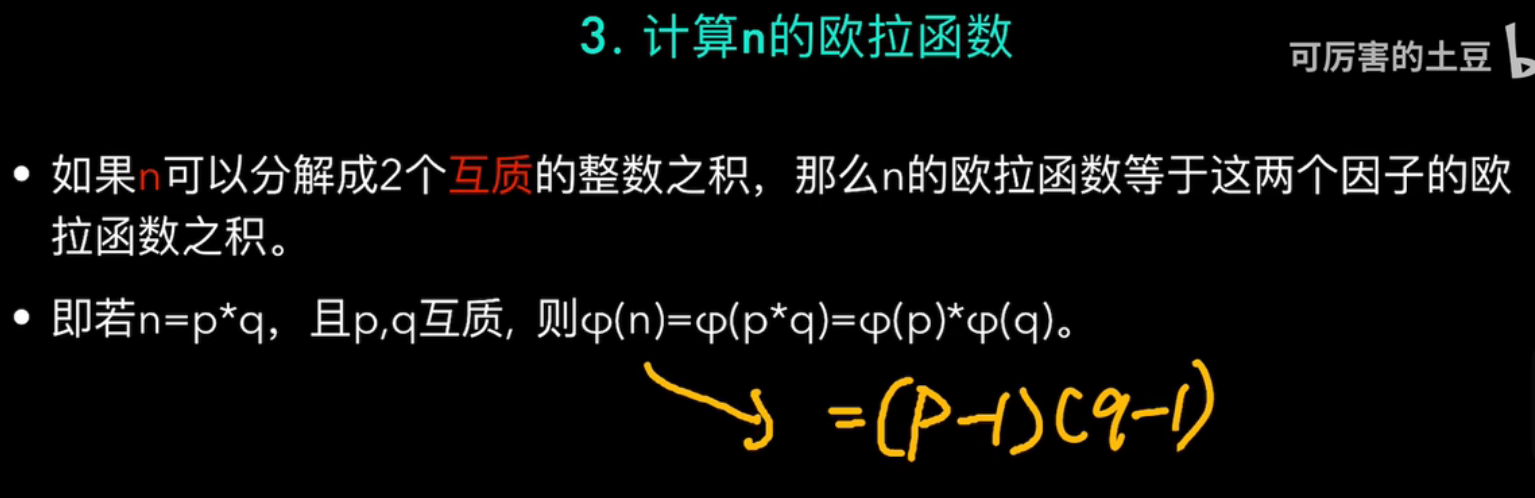 3. 计算n的欧拉函数
可厉害的土豆
• 如果n可以分解成2个互质的整数之积，那么n的欧拉函数等于这两个因子的欧
拉函数之积。
• 即若n=p*q，且p,q互质, 则φ(n)=φ(p*q)=φ(p)*φ(q)。
=(p-1)(q-1)